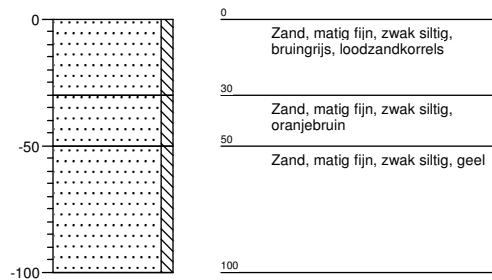 0
-50
-100
0
Zand, matig fijn, zwak siltig,
bruingrijs, loodzandkorrels
30
Zand, matig fijn, zwak siltig,
oranjebruin
50
Zand, matig fijn, zwak siltig, geel
100